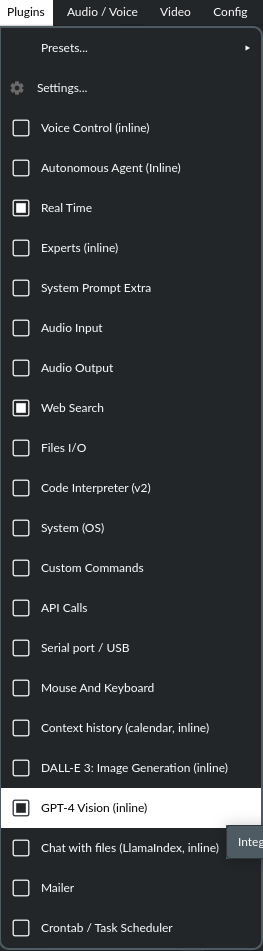 Plugins Audio / Voice Video Config
Presets...
Settings...
Voice Control (inline)
Autonomous Agent (Inline)
Real Time
Experts (inline)
System Prompt Extra
Audio Input
Audio Output
Web Search
Files I/O
Code Interpreter (v2)
System (OS)
Custom Commands
API Calls
Serial port / USB
Mouse And Keyboard
Context history (calendar, inline)
DALL-E 3: Image Generation (inline)
GPT-4 Vision (inline)
Integ
Chat with files (LlamaIndex, inline)
Mailer
Crontab / Task Scheduler